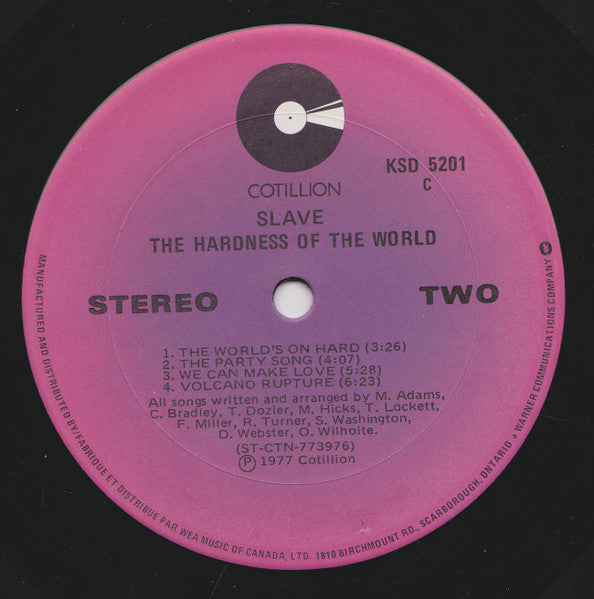 COTILLION
KSD 5201
C
SLAVE
THE HARDNESS OF THE WORLD
STEREO
TWO
1. THE WORLD'S ON HARD (3:26)
2. THE PARTY SONG (4:07)
3. WE CAN MAKE LOVE (5:28)
4. VOLCANO RUPTURE (6:23)
All songs written and arranged by M. Adams,
C. Bradley, T. Dozier, M. Hicks, T. Lockett,
F. Miller, R. Turner, S. Washington,
D. Webster, O. Wilhoite.
(ST-CTN-773976)
Ⓟ 1977 Cotillion
MANUFACTURED AND DISTRIBUTED BY/FABRIQUE ET DISTRIBUE PAR WEA MUSIC OF CANADA, LTD. 1810 BIRCHMOUNT RD., SCARBOROUGH, ONTARIO a WARNER COMMUNICATIONS COMPANY